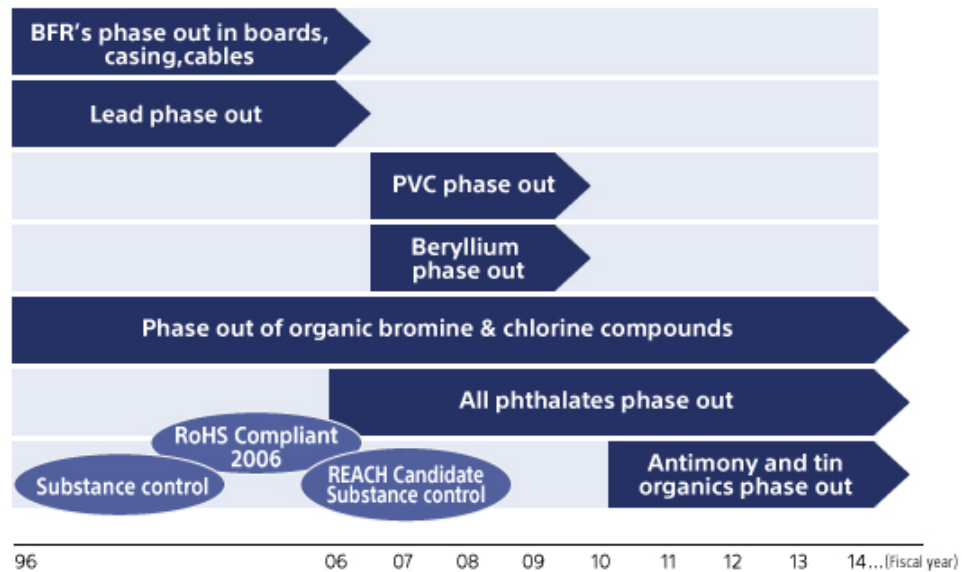 BFR's phase out in boards,
casing,cables
Lead phase out
PVC phase out
Beryllium
phase out
Phase out of organic bromine & chlorine compounds
All phthalates phase out
RoHS Compliant
2006
Substance control
REACH Candidate
Substance control
Antimony and tin
organics phase out
96 06 07 08 09 10 11 12 13 14...(Fiscal year)